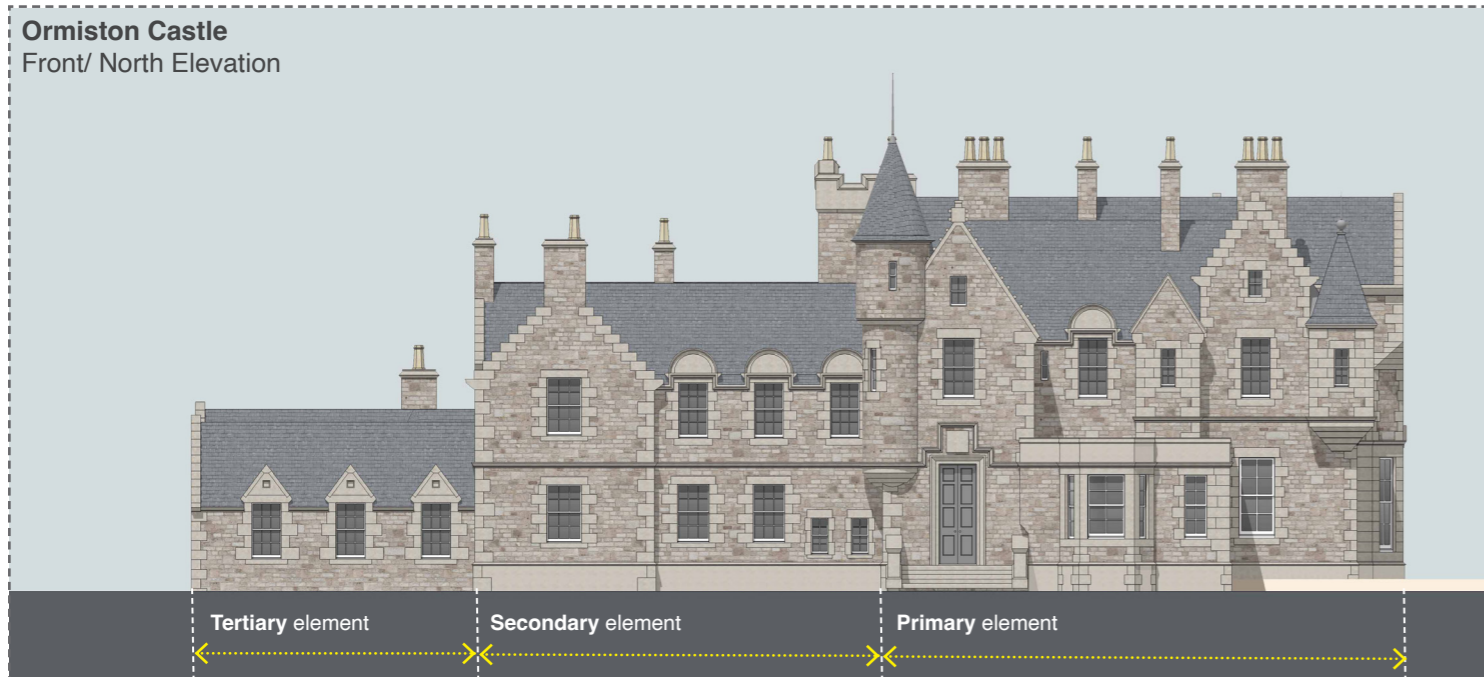 Ormiston Castle
Front/ North Elevation
Tertiary element
Secondary element
Primary element